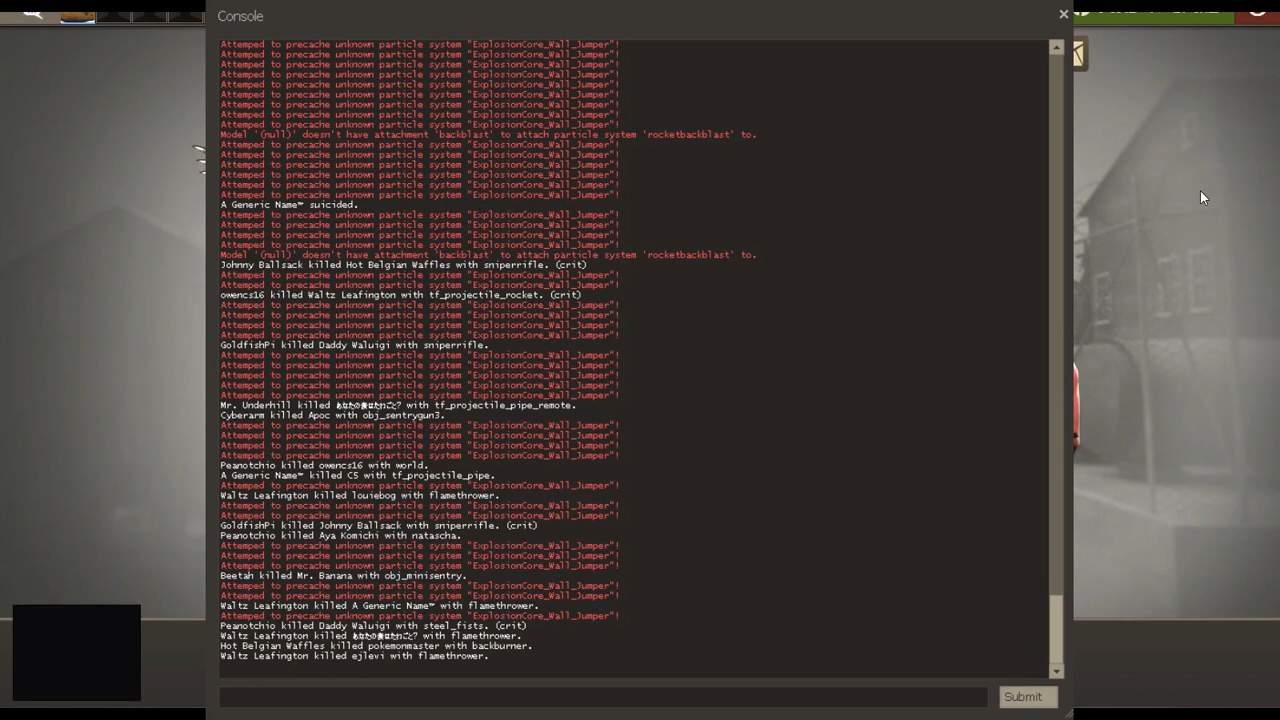 Console
Attemped to precache unknown particle system "ExplosionCore_Wall_Jumper"!
Attemped to precache unknown particle system "ExplosionCore_Wall_Jumper"!
Attemped to precache unknown particle system "ExplosionCore_Wall_Jumper"!
Attemped to precache unknown particle system "ExplosionCore_Wall_Jumper"!
Attemped to precache unknown particle system "ExplosionCore_Wall_Jumper"!
Attemped to precache unknown particle system "ExplosionCore_Wall_Jumper"!
Attemped to precache unknown particle system "ExplosionCore_Wall_Jumper"!
Attemped to precache unknown particle system "ExplosionCore_Wall_Jumper"!
Attemped to precache unknown particle system "ExplosionCore_Wall_Jumper"!
Model '(null)' doesn't have attachment 'backblast' to attach particle system 'rocketbackblast' to.
Attemped to precache unknown particle system "ExplosionCore_Wall_Jumper"!
Attemped to precache unknown particle system "ExplosionCore_Wall_Jumper"!
Attemped to precache unknown particle system "ExplosionCore_Wall_Jumper"!
Attemped to precache unknown particle system "ExplosionCore_Wall_Jumper"!
Attemped to precache unknown particle system "ExplosionCore_Wall_Jumper"!
Attemped to precache unknown particle system "ExplosionCore_Wall_Jumper"!
A Generic Name™ suicided.
Attemped to precache unknown particle system "ExplosionCore_Wall_Jumper"!
Attemped to precache unknown particle system "ExplosionCore_Wall_Jumper"!
Attemped to precache unknown particle system "ExplosionCore_Wall_Jumper"!
Attemped to precache unknown particle system "ExplosionCore_Wall_Jumper"!
Model '(null)' doesn't have attachment 'backblast' to attach particle system 'rocketbackblast' to.
Johnny Ballsack killed Hot Belgian Waffles with sniperrifle. (crit)
Attemped to precache unknown particle system "ExplosionCore_Wall_Jumper"!
Attemped to precache unknown particle system "ExplosionCore_Wall_Jumper"!
owencs16 killed Waltz Leafington with tf_projectile_rocket. (crit)
Attemped to precache unknown particle system "ExplosionCore_Wall_Jumper"!
Attemped to precache unknown particle system "ExplosionCore_Wall_Jumper"!
Attemped to precache unknown particle system "ExplosionCore_Wall_Jumper"!
Attemped to precache unknown particle system "ExplosionCore_Wall_Jumper"!
GoldfishPi killed Daddy Waluigi with sniperrifle.
Attemped to precache unknown particle system "ExplosionCore_Wall_Jumper"!
Attemped to precache unknown particle system "ExplosionCore_Wall_Jumper"!
Attemped to precache unknown particle system "ExplosionCore_Wall_Jumper"!
Attemped to precache unknown particle system "ExplosionCore_Wall_Jumper"!
Attemped to precache unknown particle system "ExplosionCore_Wall_Jumper"!
Mr. Underhill killed with tf_projectile_pipe_remote.
Cyberarm killed Apoc with obj_sentrygun3.
Attemped to precache unknown particle system "ExplosionCore_Wall_Jumper"!
Attemped to precache unknown particle system "ExplosionCore_Wall_Jumper"!
Attemped to precache unknown particle system "ExplosionCore_Wall_Jumper"!
Attemped to precache unknown particle system "ExplosionCore_Wall_Jumper"!
Peanotchio killed owencs16 with world.
A Generic Name™ killed C5 with tf_projectile_pipe.
Attemped to precache unknown particle system "ExplosionCore_Wall_Jumper"!
Waltz Leafington killed louiebog with flamethrower.
Attemped to precache unknown particle system "ExplosionCore_Wall_Jumper"!
Attemped to precache unknown particle system "ExplosionCore_Wall_Jumper"!
GoldfishPi killed Johnny Ballsack with sniperrifle. (crit)
Peanotchio killed Aya Komichi with natascha.
Attemped to precache unknown particle system "ExplosionCore_Wall_Jumper"!
Attemped to precache unknown particle system "ExplosionCore_Wall_Jumper"!
Attemped to precache unknown particle system "ExplosionCore_Wall_Jumper"!
Beetah killed Mr. Banana with obj_minisentry.
Attemped to precache unknown particle system "ExplosionCore_Wall_Jumper"!
Attemped to precache unknown particle system "ExplosionCore_Wall_Jumper"!
Waltz Leafington killed A Generic Name™ with flamethrower.
Attemped to precache unknown particle system "ExplosionCore_Wall_Jumper"!
Peanotchio killed Daddy Waluigi with steel_fists. (crit)
Waltz Leafington killed with flamethrower.
Hot Belgian Waffles killed pokemonmaster with backburner.
Waltz Leafington killed ejlevi with flamethrower.
Submit